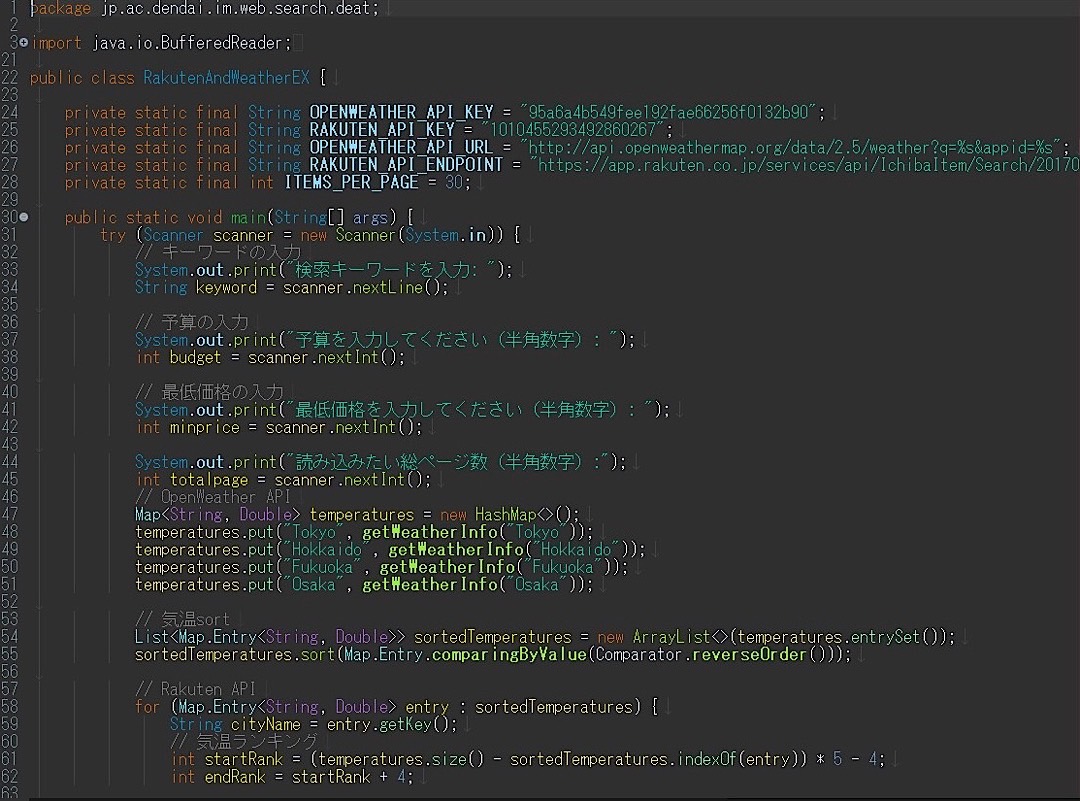 1 package jp.ac.dendai.im.web.search.deat;
2
3 import java.io.BufferedReader;
21
22 public class RakutenAndWeatherEX {
23
24 private static final String OPENWEATHER_API_KEY = "95a6a4b549fee192fae66256f0132b90";
25 private static final String RAKUTEN_API_KEY = "1010455293492860267";
26 private static final String OPENWEATHER_API_URL = "http://api.openweathermap.org/data/2.5/weather?q=%s&appid=%s";
27 private static final String RAKUTEN_API_ENDPOINT = "https://app.rakuten.co.jp/services/api/IchibaItem/Search/20170
28 private static final int ITEMS_PER_PAGE = 30;
29
30 public static void main(String[] args) {
31 try (Scanner scanner = new Scanner(System.in)) {
32 // キーワードの入力
33 System.out.print("検索キーワードを入力: ");
34 String keyword = scanner.nextLine();
35
36 // 予算の入力
37 System.out.print("予算を入力してください（半角数字）: ");
38 int budget = scanner.nextInt();
39
40 // 最低価格の入力
41 System.out.print("最低価格を入力してください（半角数字）: ");
42 int minprice = scanner.nextInt();
43
44 System.out.print("読み込みたい総ページ数（半角数字）:");
45 int totalpage = scanner.nextInt();
46 // OpenWeather API
47 Map<String, Double> temperatures = new HashMap<>();
48 temperatures.put("Tokyo", getWeatherInfo("Tokyo"));
49 temperatures.put("Hokkaido", getWeatherInfo("Hokkaido"));
50 temperatures.put("Fukuoka", getWeatherInfo("Fukuoka"));
51 temperatures.put("Osaka", getWeatherInfo("Osaka"));
52
53 // 気温sort
54 List<Map.Entry<String, Double>> sortedTemperatures = new ArrayList<>(temperatures.entrySet());
55 sortedTemperatures.sort(Map.Entry.comparingByValue(Comparator.reverseOrder()));
56
57 // Rakuten API
58 for (Map.Entry<String, Double> entry : sortedTemperatures) {
59 String cityName = entry.getKey();
60 // 気温ランキング
61 int startRank = (temperatures.size() - sortedTemperatures.indexOf(entry)) * 5 - 4;
62 int endRank = startRank + 4;
63